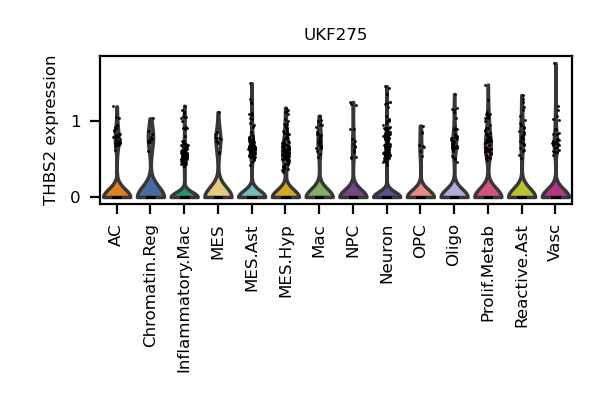 UKF275
THBS2 expression
1
0
AC
Chromatin.Reg
Inflammatory.Mac
MES
MES.Ast
MES.Hyp
Mac
NPC
Neuron
OPC
Oligo
Prolif.Metab
Reactive.Ast
Vasc